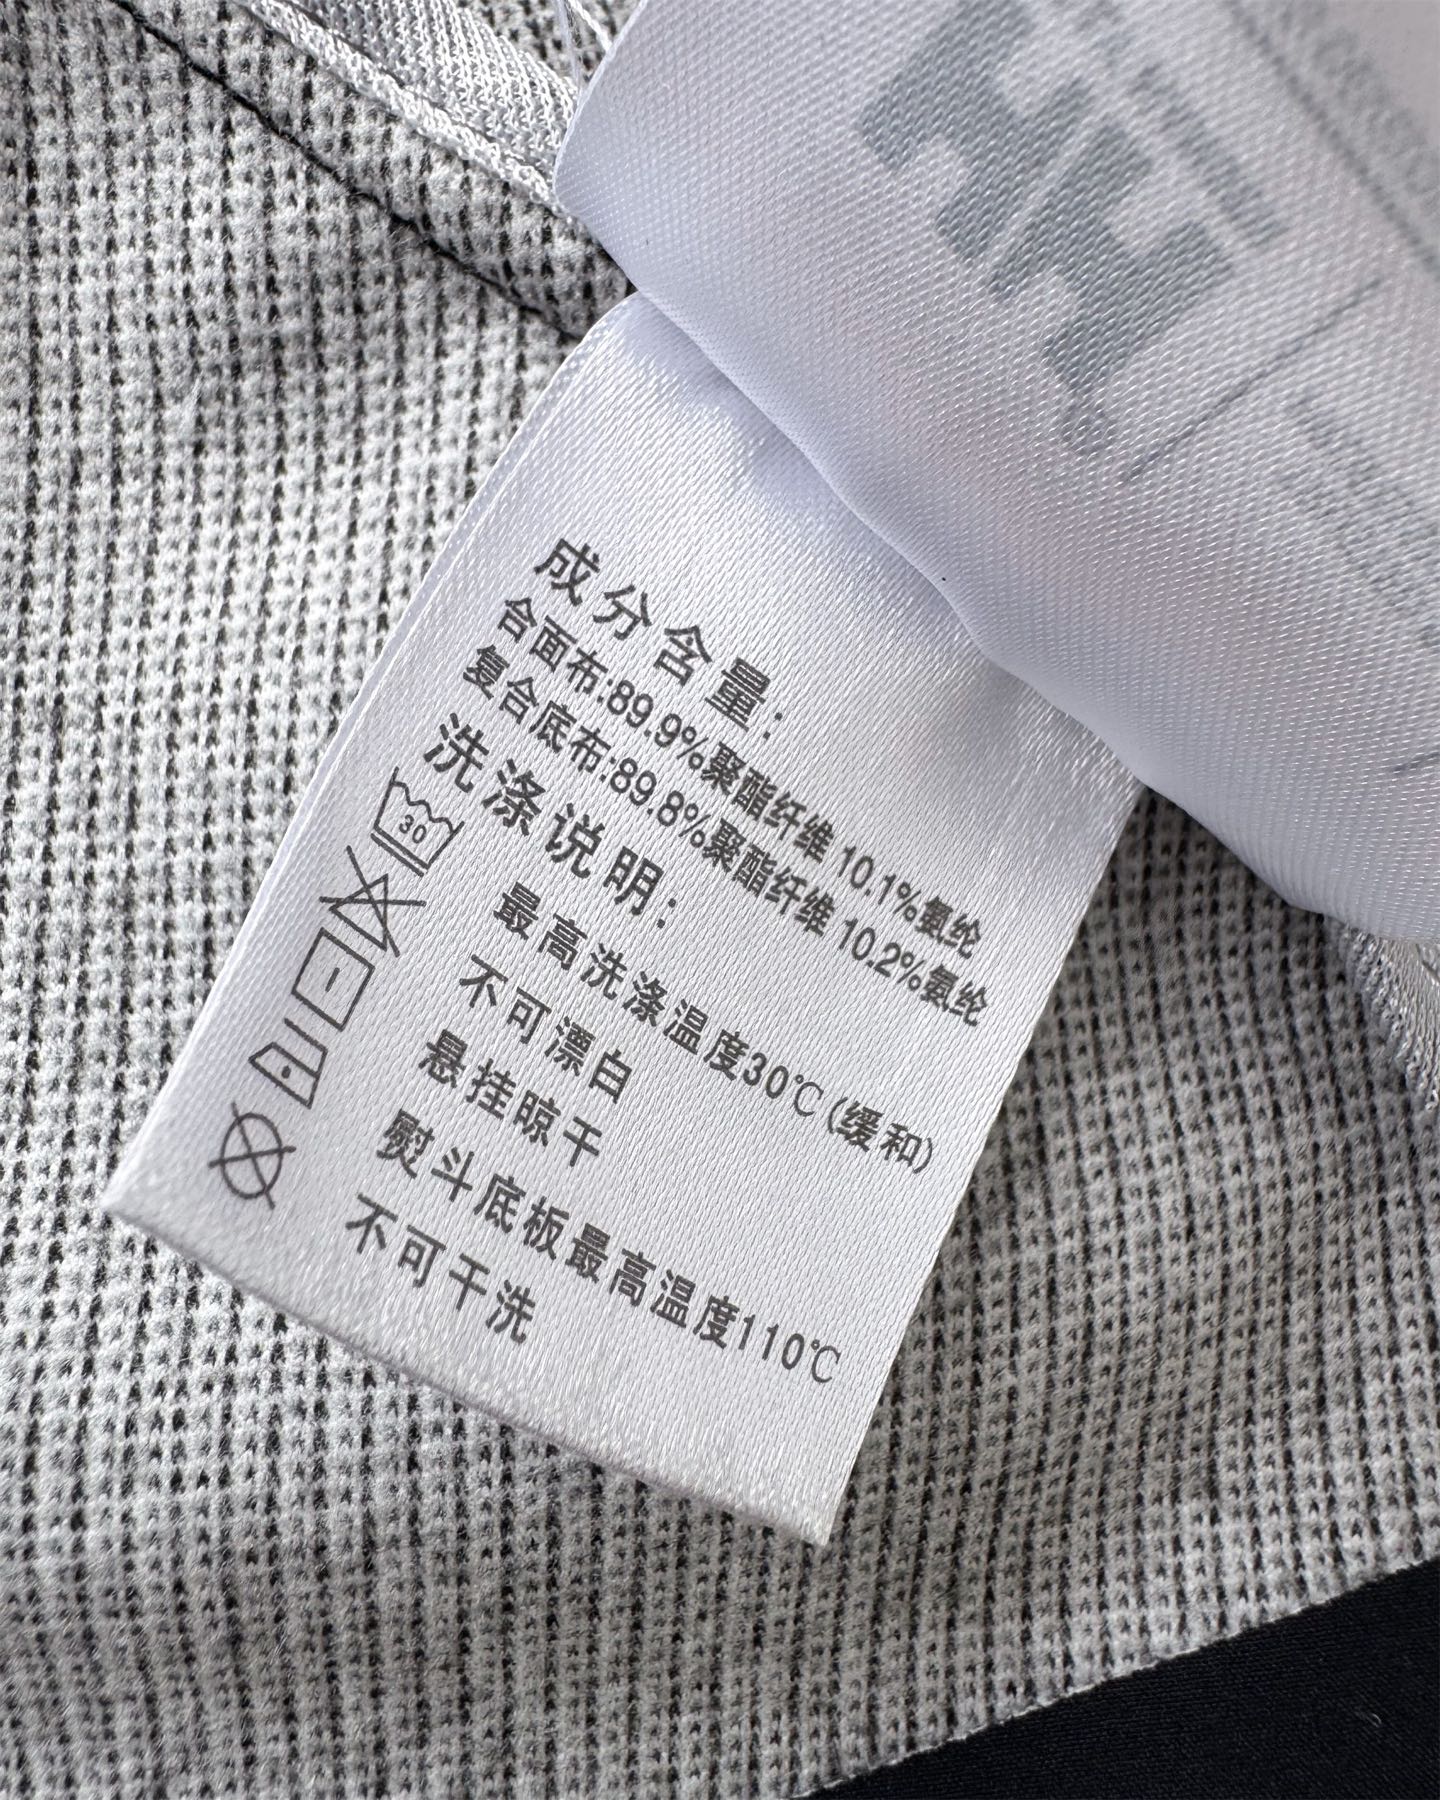 成分含量:
合面布:89.9%聚酯纤维 10.1%氨纶
复合底布:89.8%聚酯纤维 10.2%氨纶
洗涤说明:
30
最高洗涤温度30℃(缓和)
不可漂白
悬挂晾干
熨斗底板最高温度110℃
不可干洗